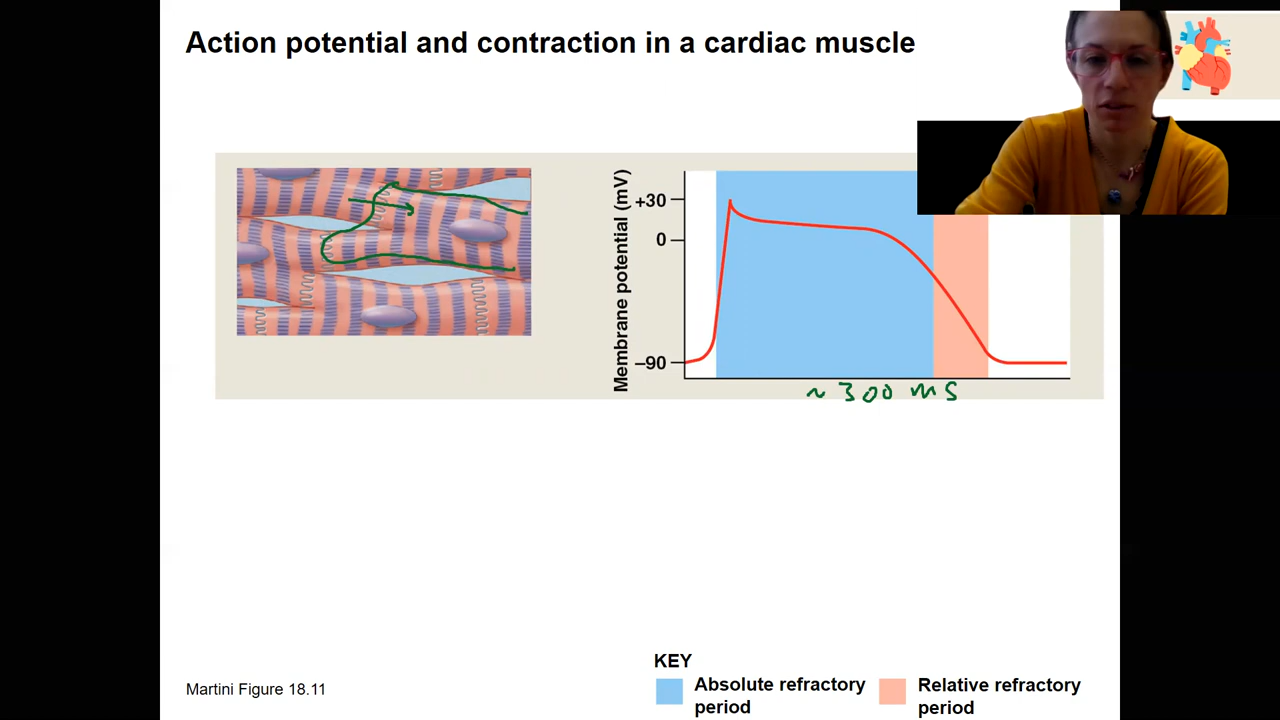 Action potential and contraction in a cardiac muscle
Membrane potential (mV)
+30
0
–90
~ 300 ms
KEY
Absolute refractory
period
Relative refractory
period
Martini Figure 18.11